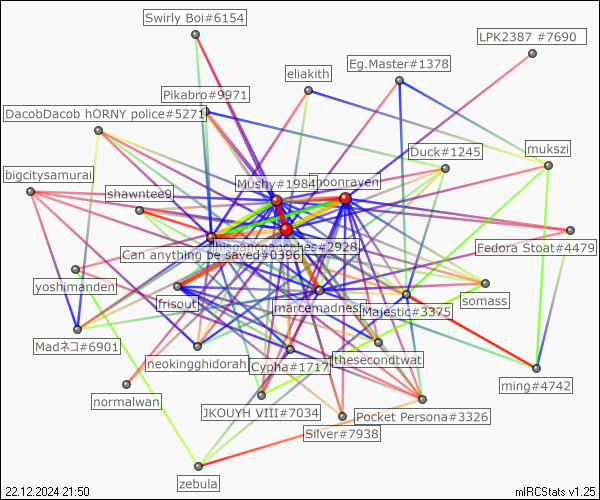 Swirly Boi#6154
LPK2387 #7690
Eg.Master#1378
eliakith
Pikabro#9971
DacobDacob hORNY police#5271
Duck#1245
mukszi
bigcitysamurai
Mushy#1984
moonraven
shawntee9
#2928
Fedora Stoat#4479
Can anything be saved#0396
yoshimanden
frisout
somass
marcemadness
Majestic#3375
Madネコ#6901
neokingghidorah
Cypha#1717
thesecondtwat
ming#4742
normalwan
JKOUYH VIII#7034
Pocket Persona#3326
Silver#7938
zebula
22.12.2024 21:50
mIRCStats v1.25